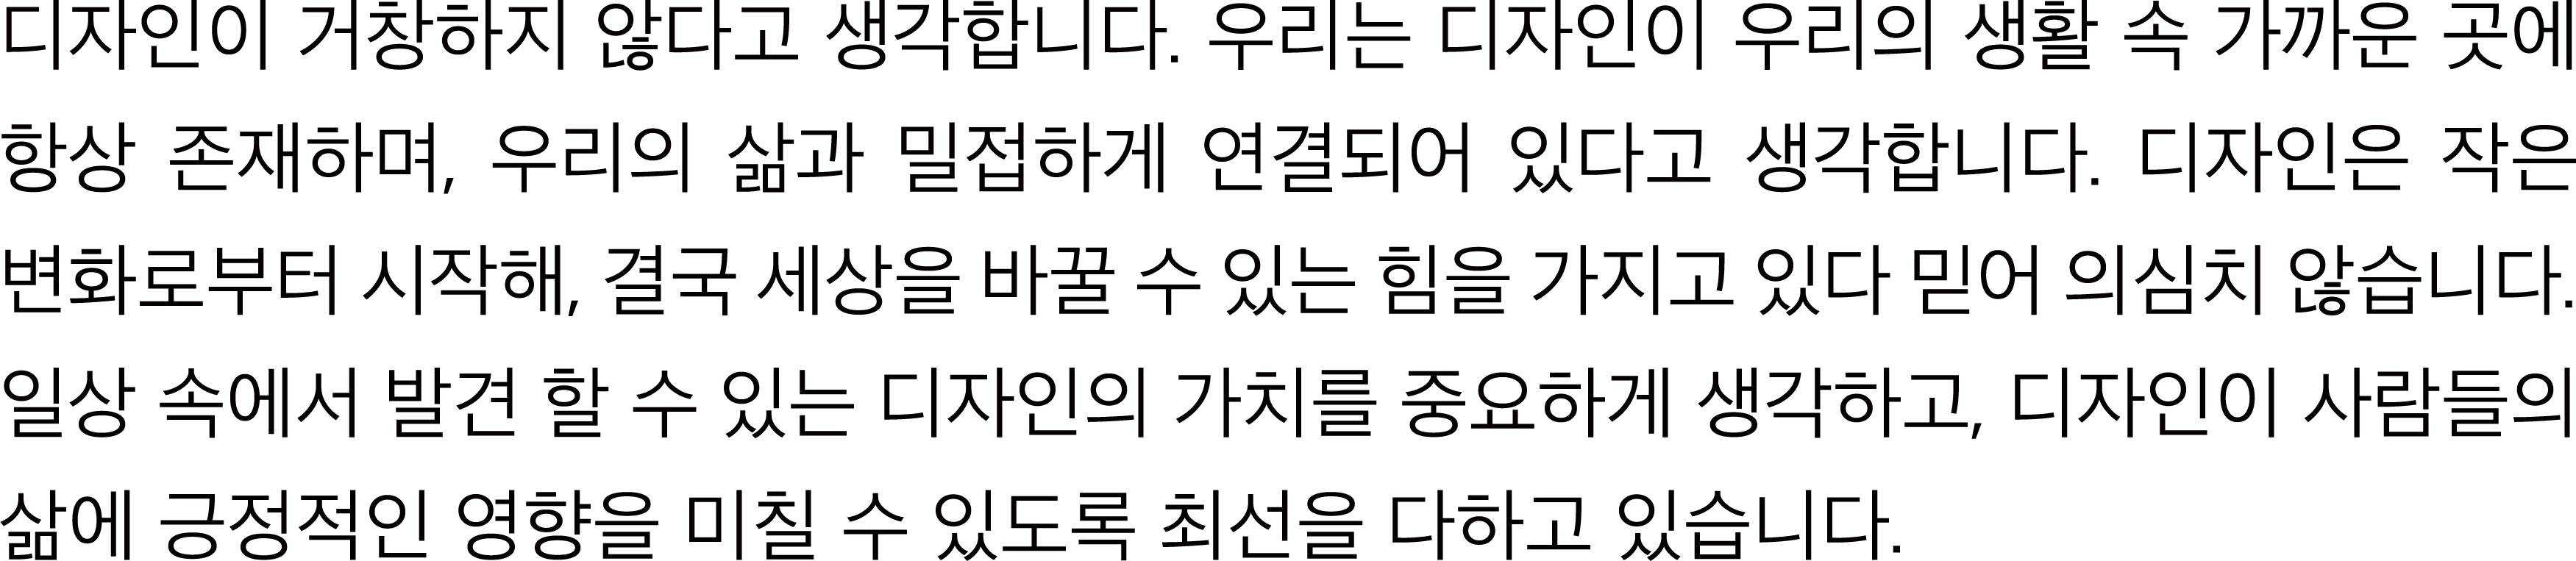 디자인이 거창하지 않다고 생각합니다. 우리는 디자인이 우리의 생활 속 가까운 곳에
항상 존재하며, 우리의 삶과 밀접하게 연결되어 있다고 생각합니다. 디자인은 작은
변화로부터 시작해, 결국 세상을 바꿀 수 있는 힘을 가지고 있다 믿어 의심치 않습니다.
일상 속에서 발견 할 수 있는 디자인의 가치를 중요하게 생각하고, 디자인이 사람들의
삶에 긍정적인 영향을 미칠 수 있도록 최선을 다하고 있습니다.